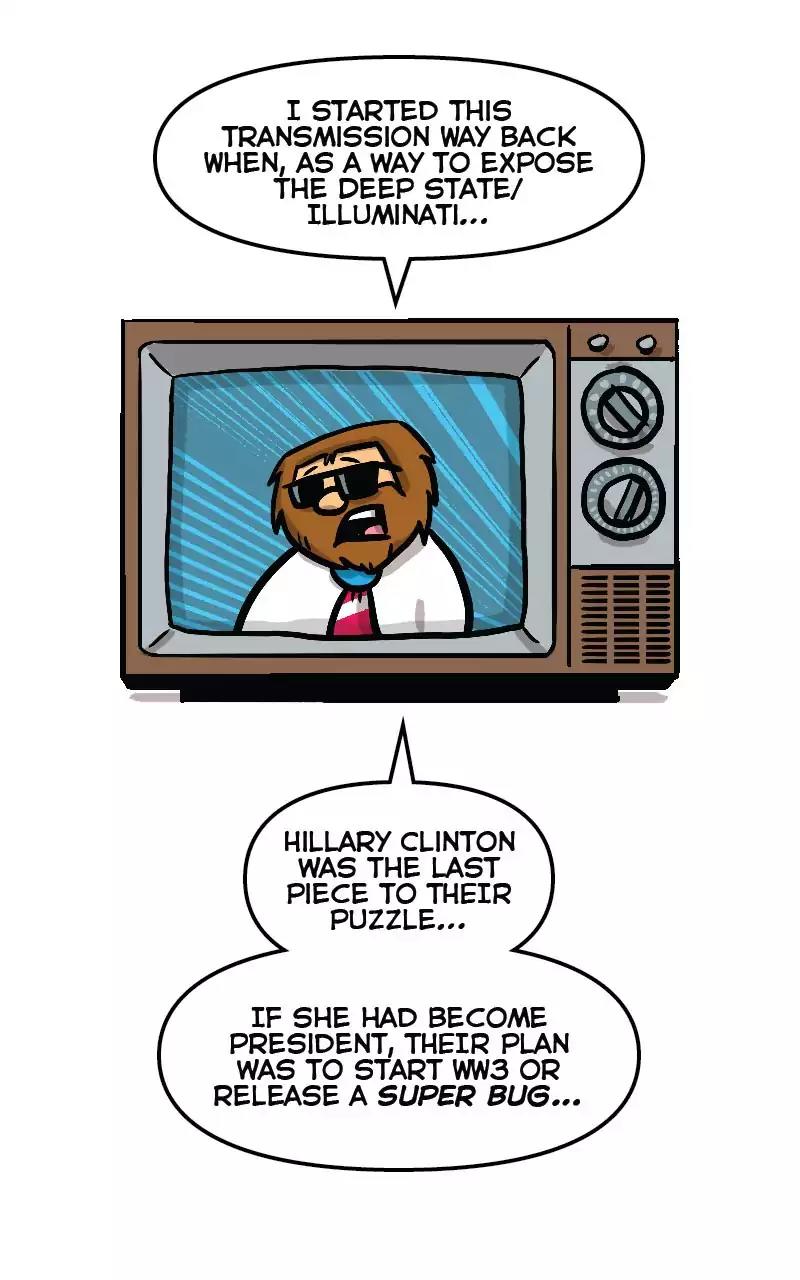 I STARTED THIS
TRANSMISSION WAY BACK
WHEN, AS A WAY TO EXPOSE
THE DEEP STATE/
ILLUMINATI...
HILLARY CLINTON
WAS THE LAST
PIECE TO THEIR
PUZZLE...
IF SHE HAD BECOME
PRESIDENT, THEIR PLAN
WAS TO START WW3 OR
RELEASE A SUPER BUG...